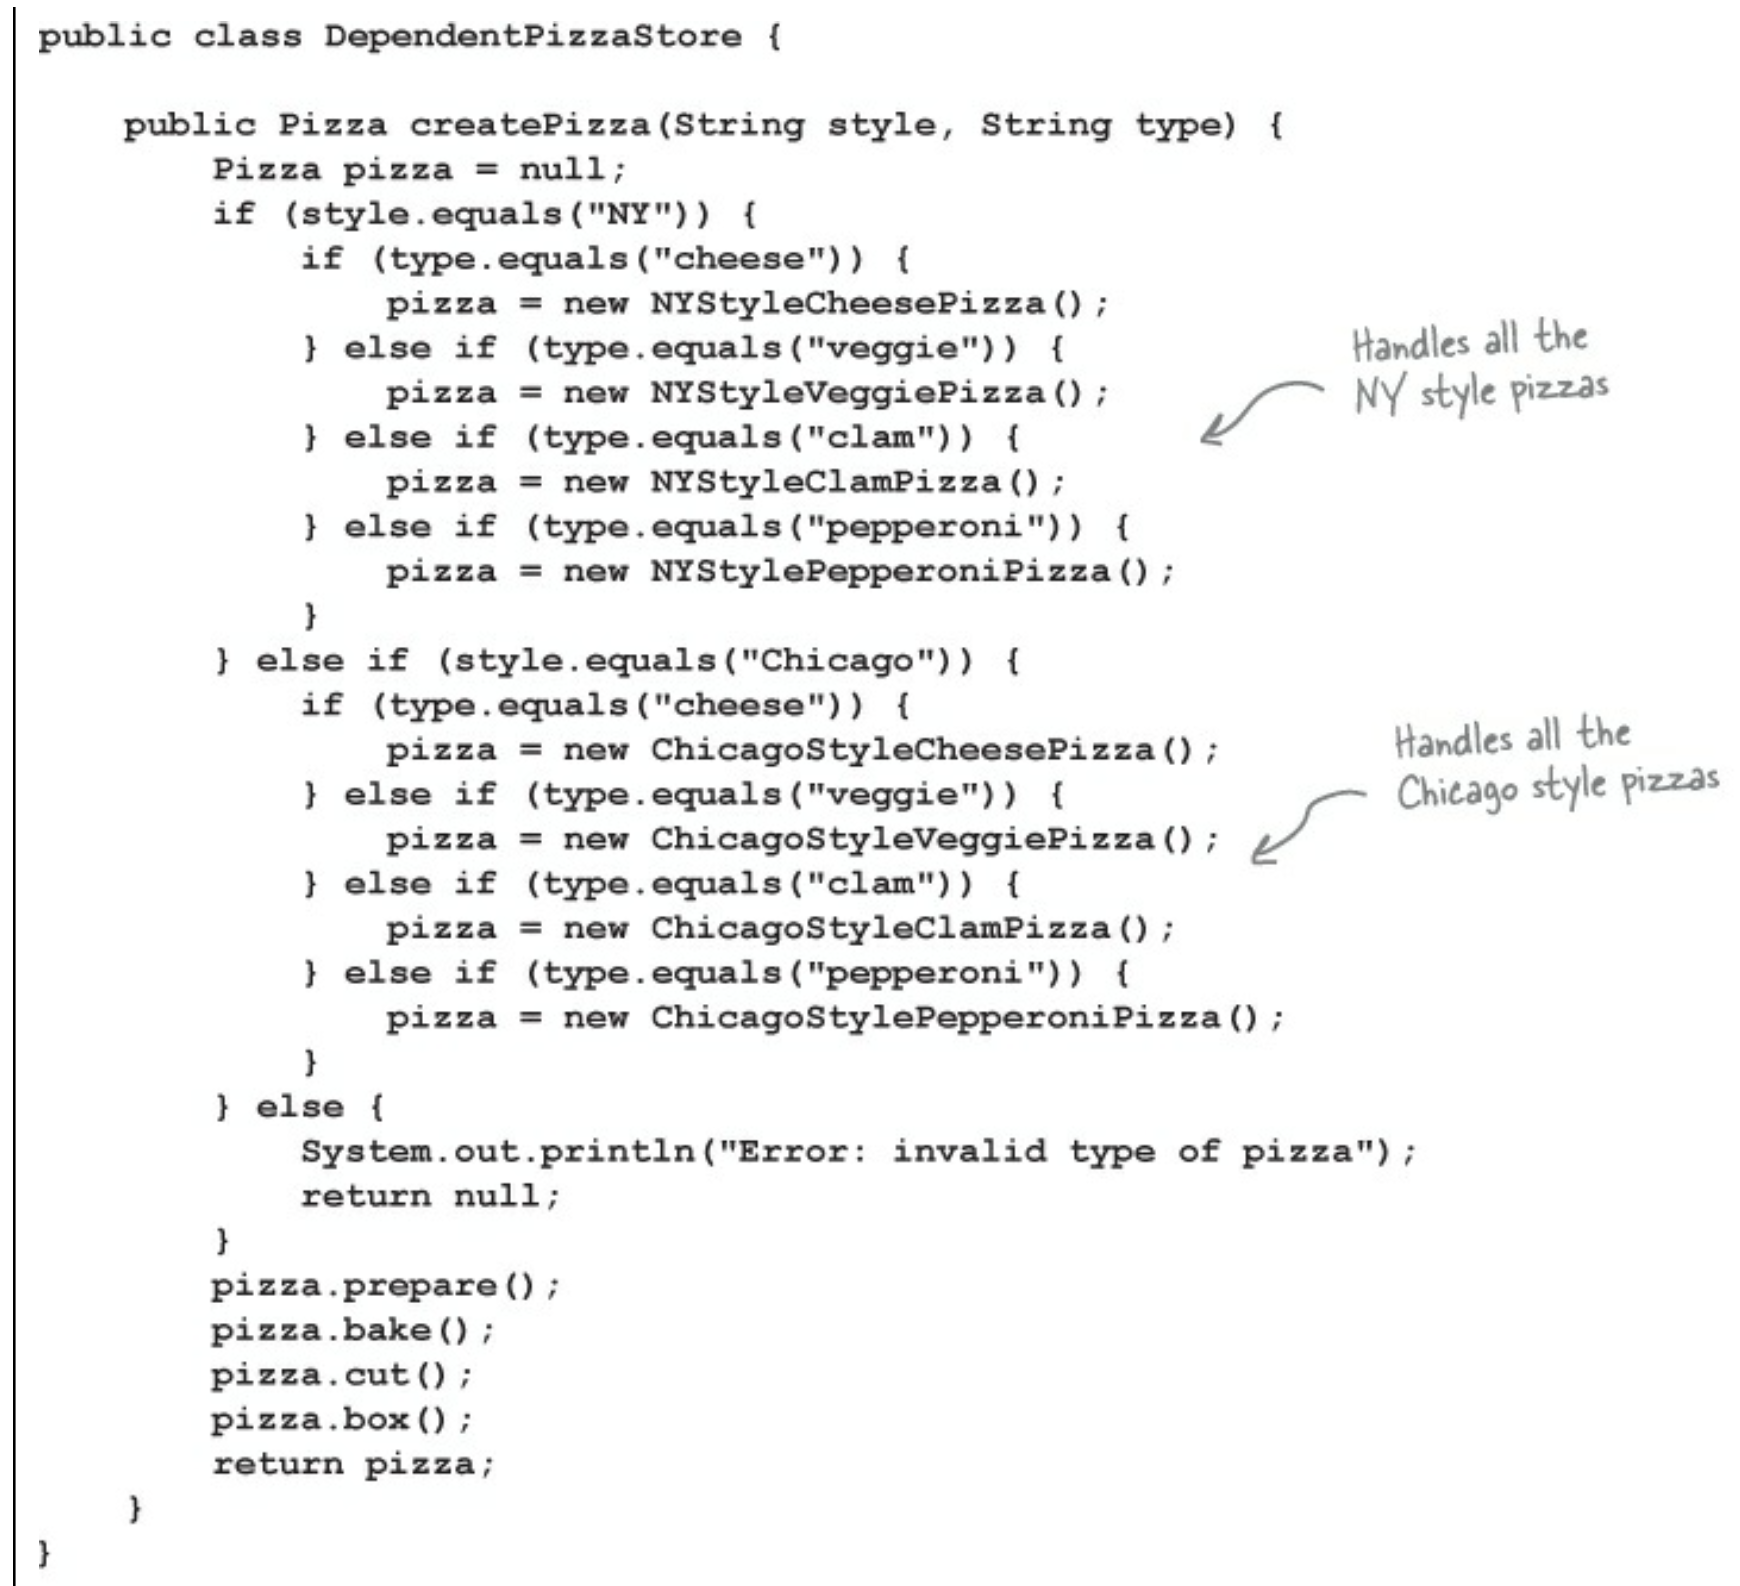 public class DependentPizzaStore {
public Pizza createPizza(String style, String type) {
Pizza pizza = null;
if (style.equals("NY")) {
if (type.equals("cheese")) {
pizza = new NYStyleCheesePizza();
} else if (type.equals("veggie")) {
pizza = new NYStyleVeggiePizza();
} else if (type.equals("clam")) {
pizza = new NYStyleClamPizza();
} else if (type.equals("pepperoni")) {
pizza = new NYStylePepperoniPizza();
}
Handles all the
NY style pizzas
} else if (style.equals("Chicago")) {
if (type.equals("cheese")) {
pizza = new ChicagoStyleCheesePizza();
} else if (type.equals("veggie")) {
pizza = new ChicagoStyleVeggiePizza();
} else if (type.equals("clam")) {
pizza = new ChicagoStyleClamPizza();
} else if (type.equals("pepperoni")) {
pizza = new ChicagoStylePepperoniPizza();
}
Handles all the
Chicago style pizzas
} else {
System.out.println("Error: invalid type of pizza");
return null;
}
pizza.prepare();
pizza.bake();
pizza.cut();
pizza.box();
return pizza;
}
}